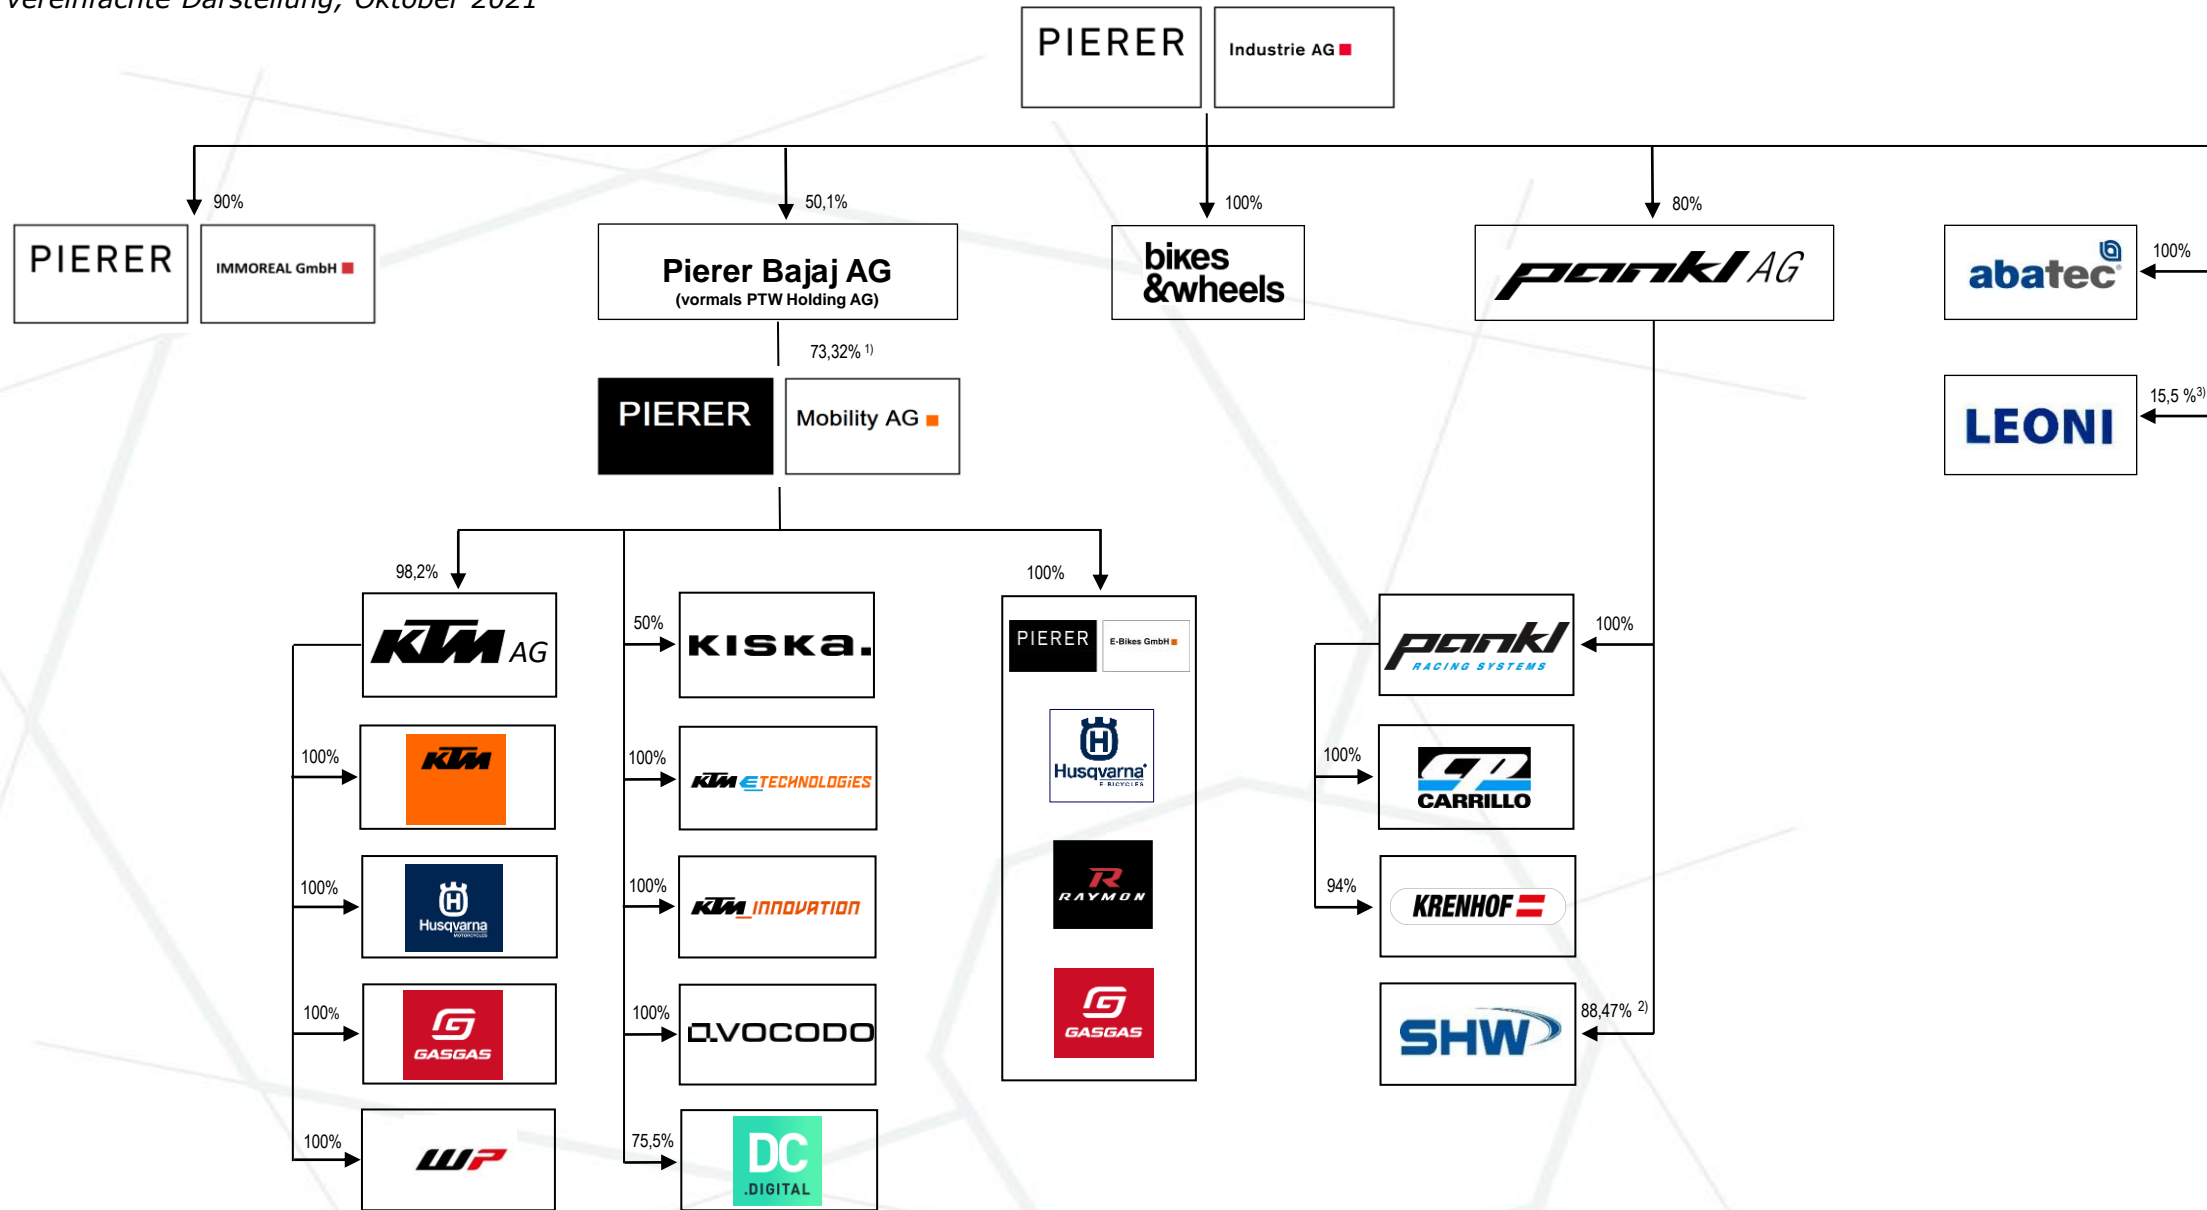 Vereinfachte Darstellung, Oktober 2021
PIERER
Industrie AG
90%
50,1%
100%
80%
PIERER
IMMOREAL GmbH
Pierer Bajaj AG
(vormals PTW Holding AG)
bikes
&wheels
pankl AG
abatec
100%
73,32% 1)
PIERER
Mobility AG
LEONI
15,5 %3)
98,2%
100%
KTM AG
50%
KISKA.
PIERER
E-Bikes GmbH
pankl
RACING SYSTEMS
100%
100%
KTM
100%
KTM E TECHNOLOGIES
Husqvarna
E-BICYCLES
100%
CP
CARRILLO
100%
Husqvarna
MOTORCYCLES
100%
KTM_INNOVATION
R
RAYMON
94%
KRENHOF
100%
GASGAS
100%
AVOCODO
GASGAS
SHW
88,47% 2)
100%
WP
75,5%
DC
.DIGITAL